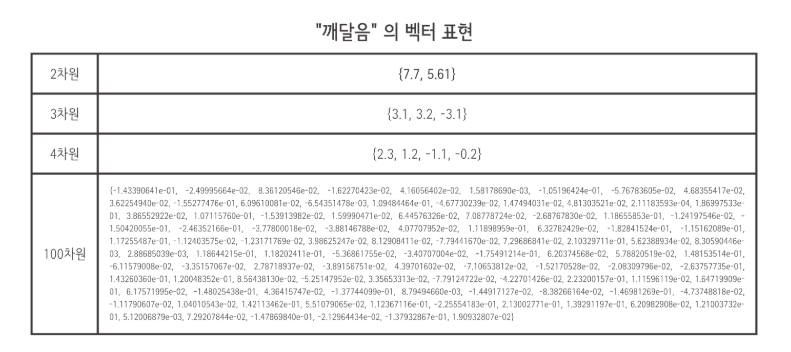 "깨달음" 의 벡터 표현
2차원
{7.7, 5.61}
3차원
{3.1, 3.2, -3.1}
4차원
{2.3, 1.2, -1.1, -0.2}
100차원
{-1.43390641e-01, -2.49995664e-02, 8.36120546e-02, -1.62270423e-02, 4.16056402e-02, 1.58178690e-03, -1.05196424e-01, -5.76783605e-02, 4.68355417e-02,
3.62254940e-02, -1.55277476e-01, 6.09610081e-02, -6.54351478e-03, 1.09484464e-01, -4.67730239e-02, 1.47494031e-02, 4.81303521e-02, 2.11183593e-04, 1.86997533e-
01, 3.86552922e-02, 1.07115760e-01, -1.53913982e-02, 1.59990471e-02, 6.44576326e-02, 7.08778724e-02, -2.68767830e-02, 1.18655853e-01, -1.24197546e-02, -
1.50420055e-01, -2.46352166e-01, -3.77800018e-02, -3.88146788e-02, 4.07707952e-02, 1.11898959e-01, 6.32782429e-02, -1.82841524e-01, -1.15162089e-01,
1.17255487e-01, -1.12403575e-02, -1.23171769e-02, 3.98625247e-02, 8.12908411e-02, -7.79441670e-02, 7.29686841e-02, 2.10329711e-01, 5.62388934e-02, 8.30590446e-
03, 2.88685039e-03, 1.18644215e-01, 1.18202411e-01, -5.36861755e-02, -3.40707004e-02, -1.75491214e-01, 6.20374568e-02, 5.78820519e-02, 1.48153514e-01,
-6.11579008e-02, -3.35157067e-02, 2.78718937e-02, -3.89156751e-02, 4.39701602e-02, -7.10653812e-02, -1.52170528e-02, -2.08309796e-02, -2.63757735e-01,
1.43260360e-01, 1.20048352e-01, 8.56438130e-02, -5.25147952e-02, 3.35653313e-02, -7.79124722e-02, -4.22701426e-02, 2.23200157e-01, 1.11596119e-02, 1.64719909e-
01, 6.17571995e-02, -1.48025438e-01, 4.36415747e-02, -1.37744099e-01, 8.79494660e-03, -1.44917127e-02, -8.38266164e-02, -1.46981269e-01, -4.73748818e-02,
-1.11790607e-02, 1.04010543e-02, 1.42113462e-01, 5.51079065e-02, 1.12367116e-01, -2.25554183e-01, 2.13002771e-01, 1.39291197e-01, 6.20982908e-02, 1.21003732e-
01, 5.12006879e-03, 7.29207844e-02, -1.47869840e-01, -2.12964434e-02, -1.37932867e-01, 1.90932807e-02}